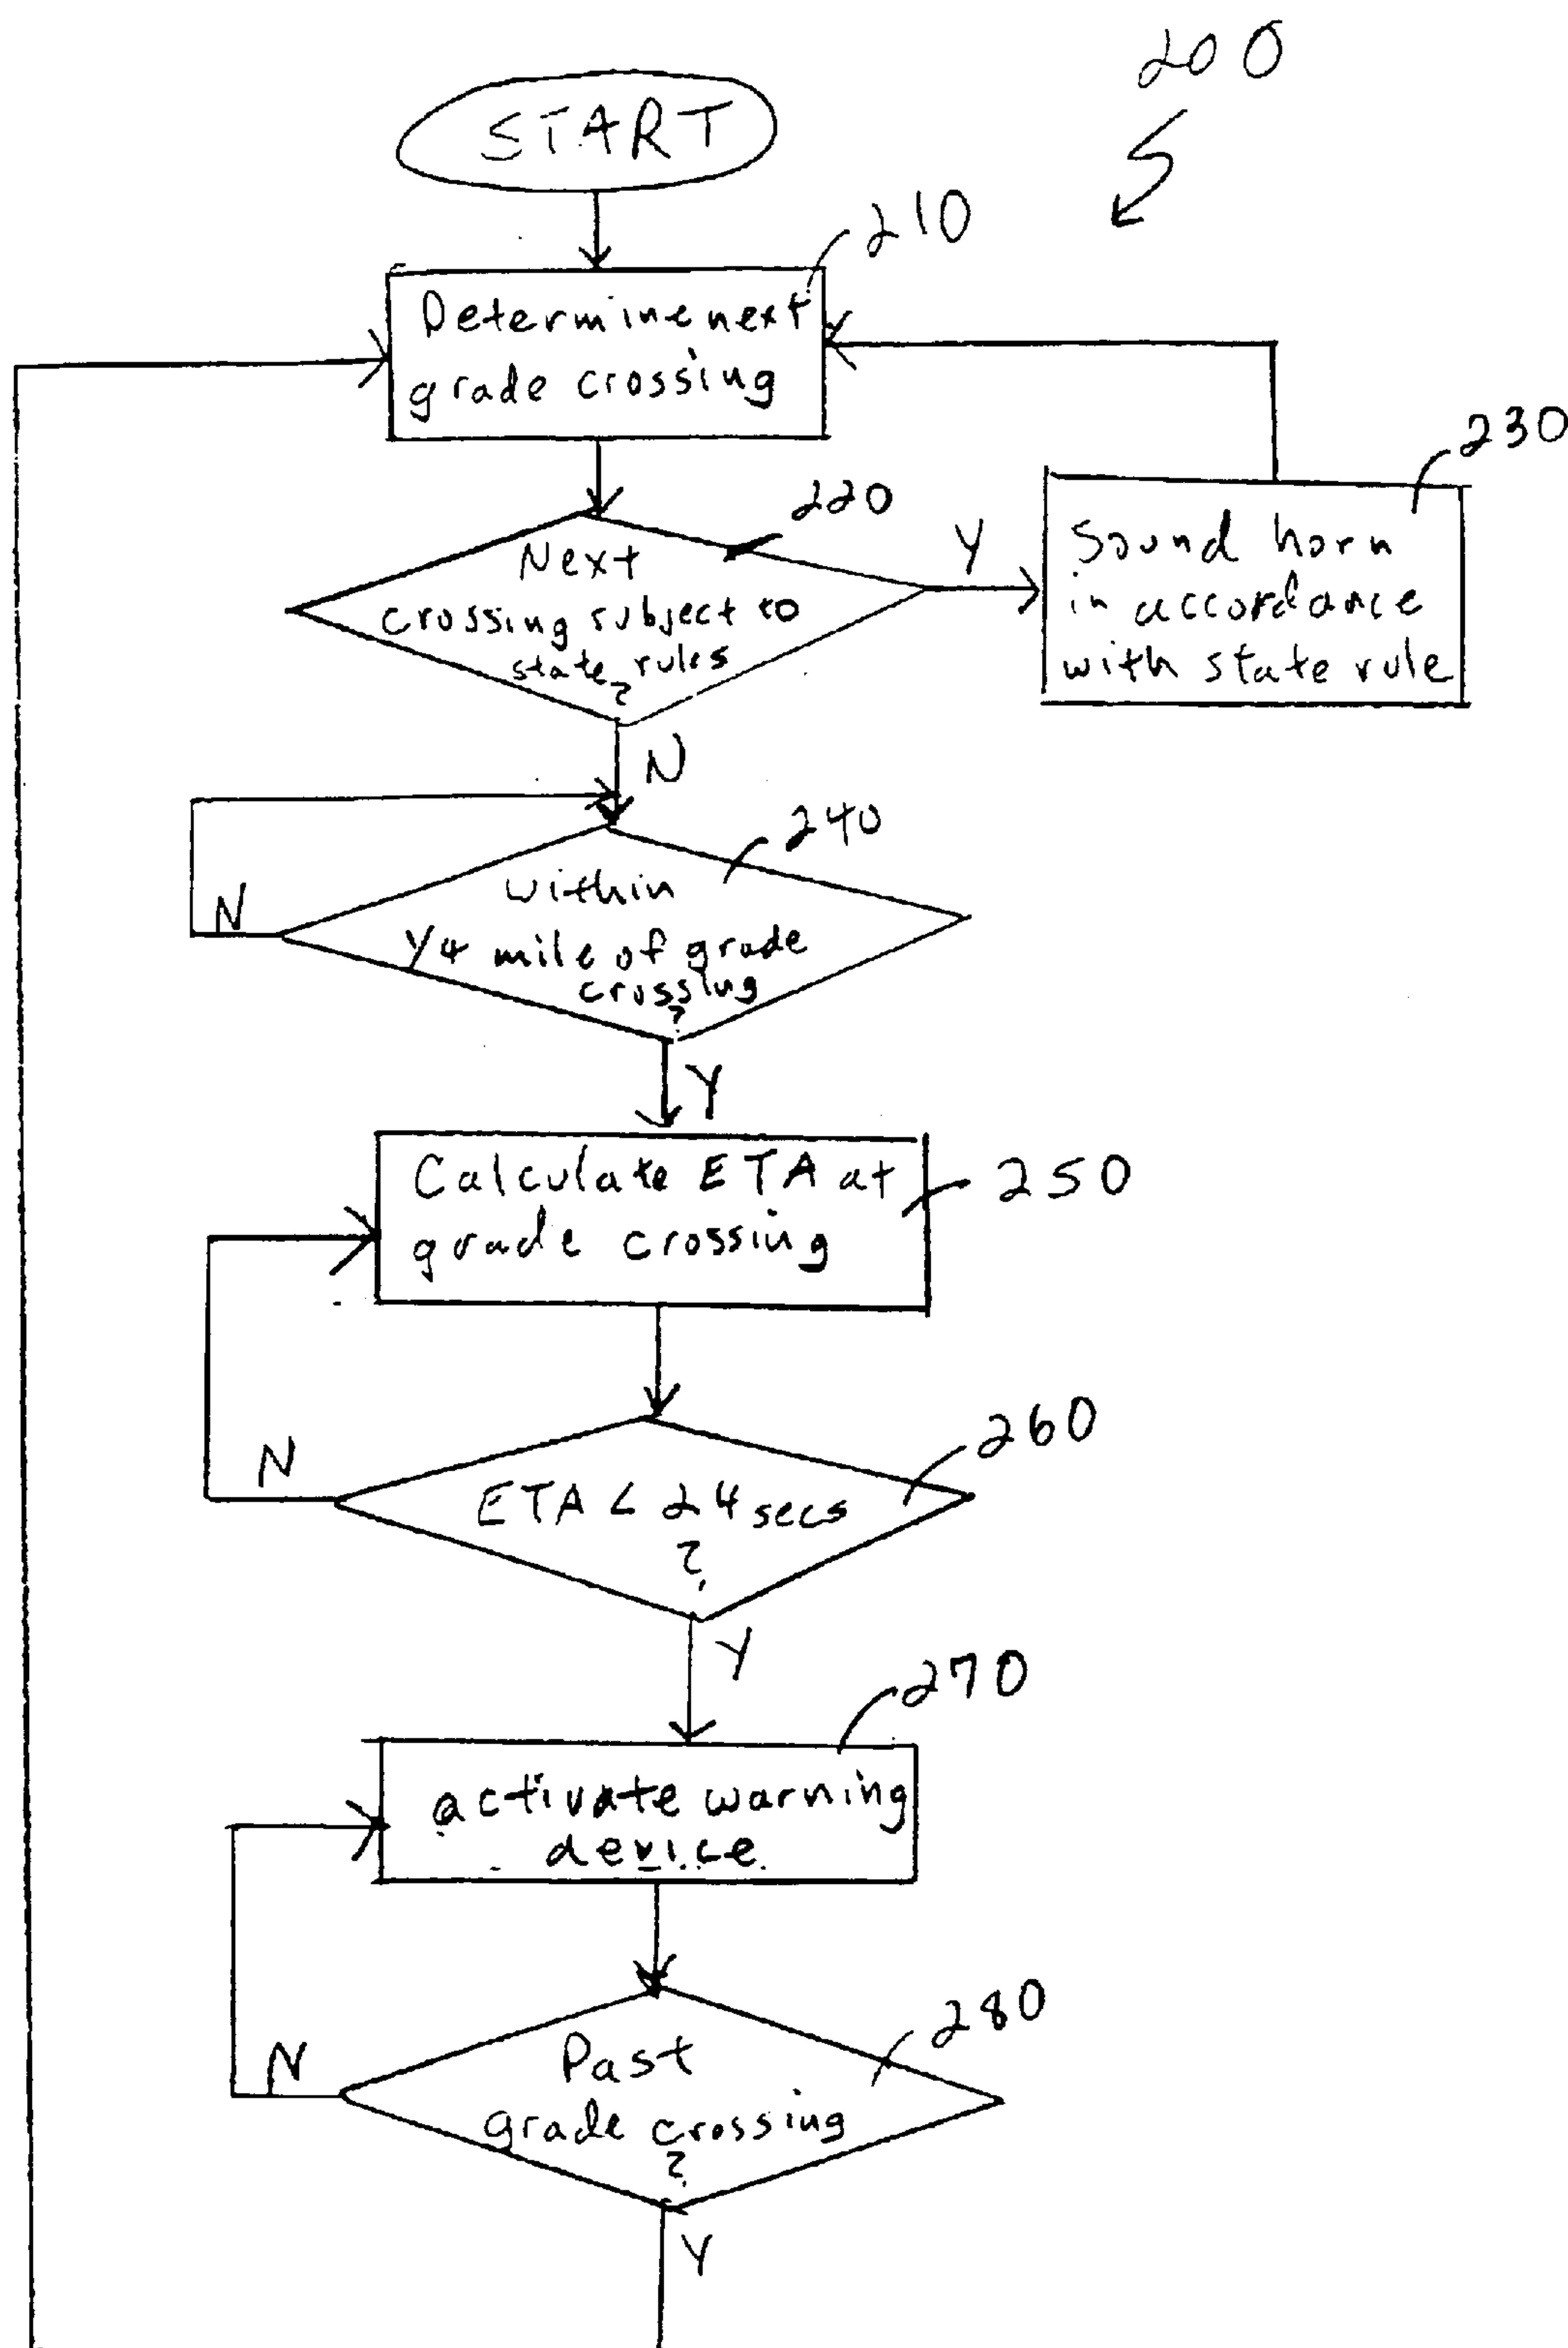 200
START
210
Determine next
grade crossing
230
220
Next
crossing subject to
state rules
?
Y
Sound horn
in accordance
with state rule
N
240
within
1/4 mile of grade
crossing
?
N
Y
Calculate ETA at
grade crossing
250
260
N
ETA < 24 secs
?
Y
270
activate warning
device
280
N
Past
grade crossing
?
Y